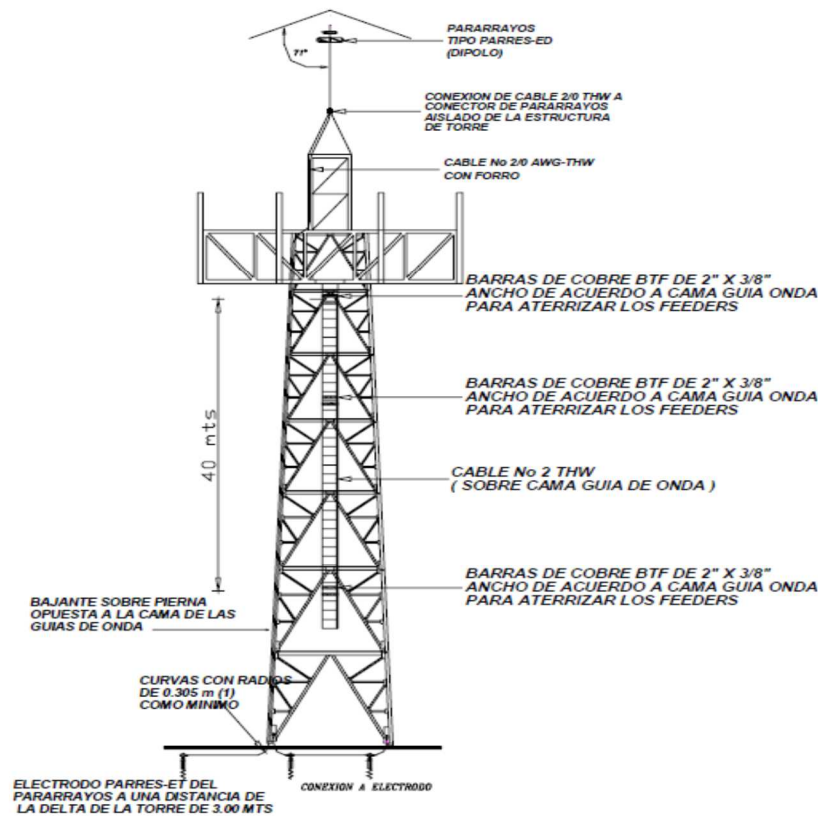 PARARRAYOS
TIPO PARRES-ED
(DIPOLO)
71°
CONEXION DE CABLE 2/0 THW A
CONECTOR DE PARARRAYOS
AISLADO DE LA ESTRUCTURA
DE TORRE
CABLE No 2/0 AWG-THW
CON FORRO
BARRAS DE COBRE BTF DE 2" X 3/8"
ANCHO DE ACUERDO A CAMA GUIA ONDA
PARA ATERRIZAR LOS FEEDERS
BARRAS DE COBRE BTF DE 2" X 3/8"
ANCHO DE ACUERDO A CAMA GUIA ONDA
PARA ATERRIZAR LOS FEEDERS
40 mts
CABLE No 2 THW
( SOBRE CAMA GUIA DE ONDA )
BARRAS DE COBRE BTF DE 2" X 3/8"
ANCHO DE ACUERDO A CAMA GUIA ONDA
PARA ATERRIZAR LOS FEEDERS
BAJANTE SOBRE PIERNA
OPUESTA A LA CAMA DE LAS
GUIAS DE ONDA
CURVAS CON RADIOS
DE 0.305 m (1)
COMO MINIMO
ELECTRODO PARRES-ET DEL
PARARRAYOS A UNA DISTANCIA DE
LA DELTA DE LA TORRE DE 3.00 MTS
CONEXION A ELECTRODO